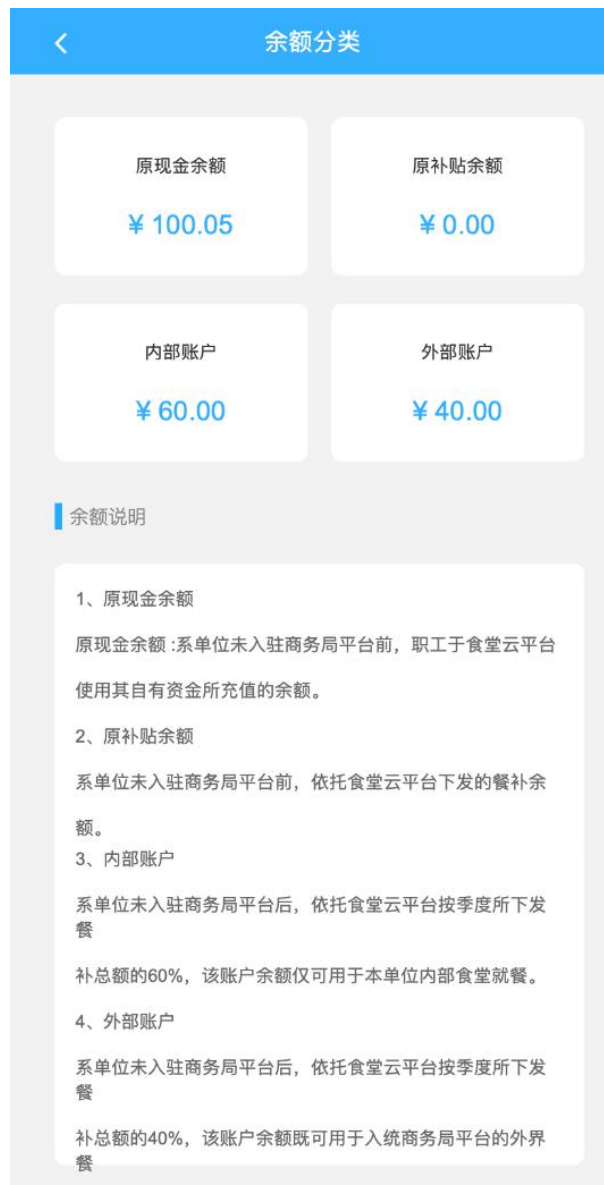 余额分类
原现金余额
原补贴余额
¥ 100.05
¥ 0.00
内部账户
外部账户
¥ 60.00
¥ 40.00
余额说明
1、原现金余额
原现金余额 :系单位未入驻商务局平台前，职工于食堂云平台
使用其自有资金所充值的余额。
2、原补贴余额
系单位未入驻商务局平台前，依托食堂云平台下发的餐补余
额。
3、内部账户
系单位未入驻商务局平台后，依托食堂云平台按季度所下发
餐
补总额的60%，该账户余额仅可用于本单位内部食堂就餐。
4、外部账户
系单位未入驻商务局平台后，依托食堂云平台按季度所下发
餐
补总额的40%，该账户余额既可用于入统商务局平台的外界
餐